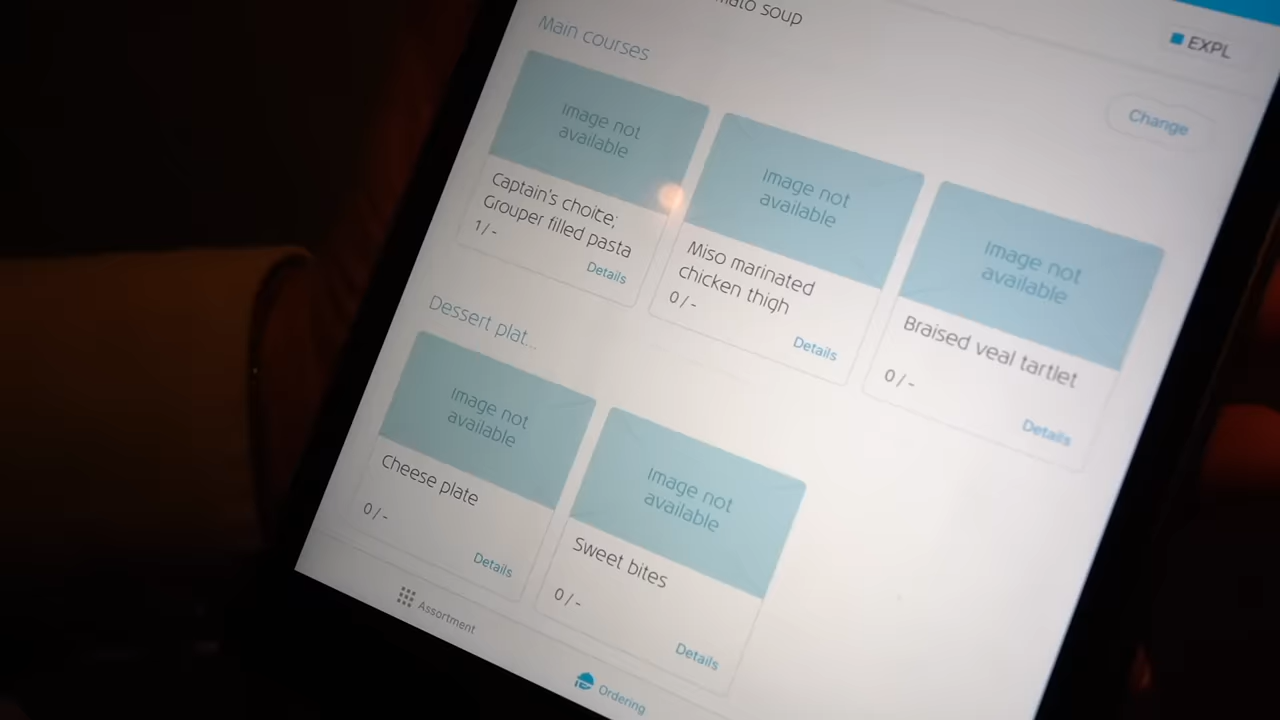 soup
EXPL
Main courses
Change
Image not
available
Captain's choice;
Grouper filled pasta
1/-
Details
Image not
available
Miso marinated
chicken thigh
0/-
Details
Image not
available
Braised veal tartlet
0/-
Details
Dessert plat...
Image not
available
Cheese plate
0/-
Details
Image not
available
Sweet bites
0/-
Details
Assortment
Ordering